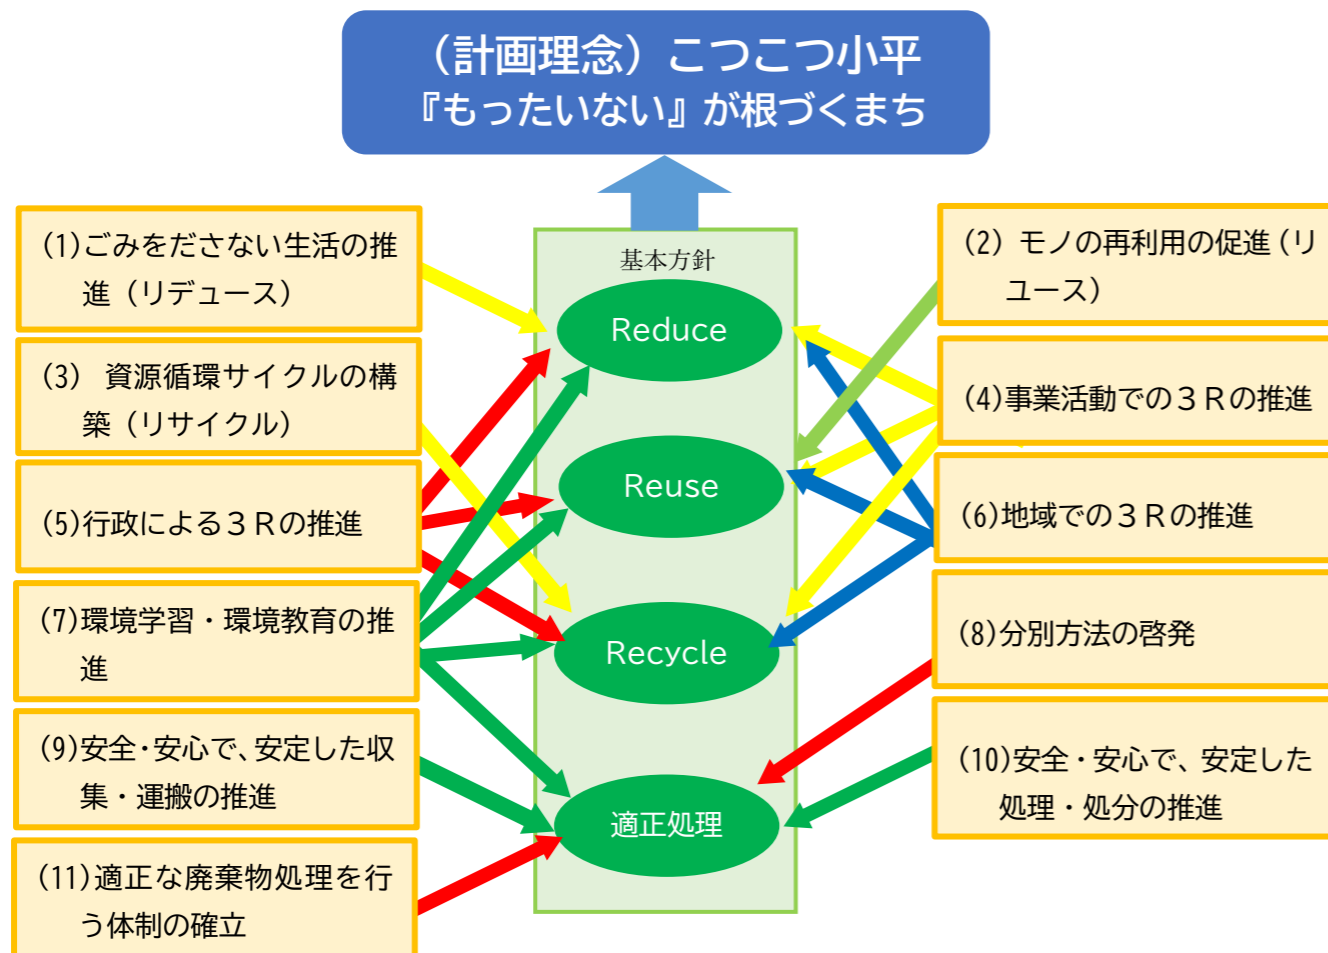 (計画理念)こつこつ小平
『もったいない』が根づくまち
(1)ごみをださない生活の推
進(リデュース)
(3) 資源循環サイクルの構
築(リサイクル)
(5)行政による3Rの推進
(7)環境学習・環境教育の推
進
(9)安全・安心で、安定した収
集・運搬の推進
(11)適正な廃棄物処理を行
う体制の確立
基本方針
Reduce
Reuse
Recycle
適正処理
(2) モノの再利用の促進(リ
ユース)
(4)事業活動での3Rの推進
(6)地域での3Rの推進
(8)分別方法の啓発
(10)安全・安心で、安定した
処理・処分の推進